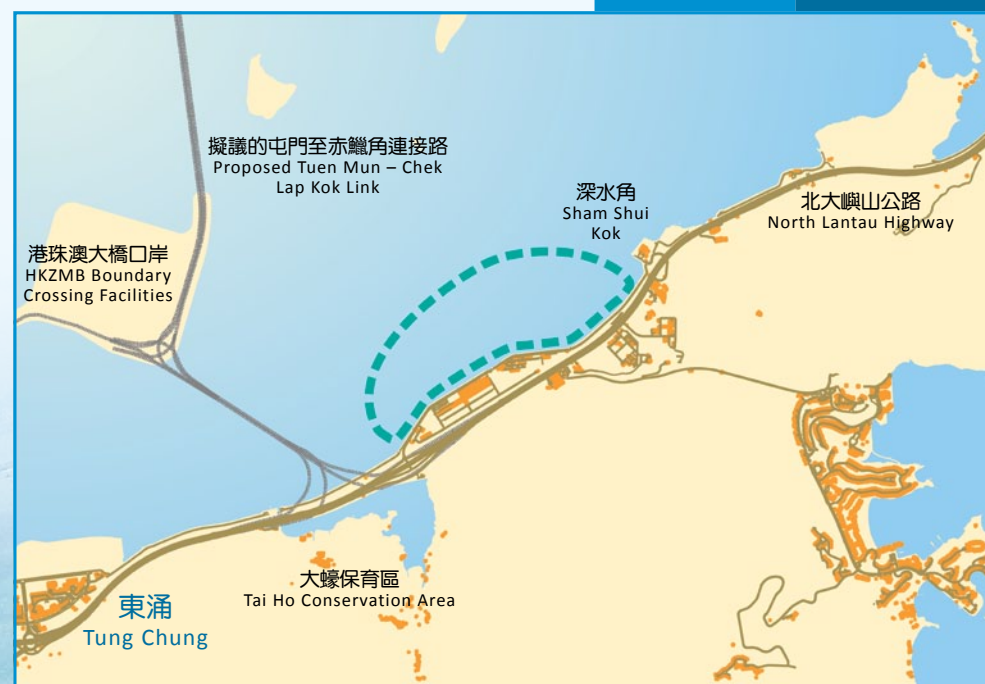 擬議的屯門至赤鱲角連接路
Proposed Tuen Mun – Chek
Lap Kok Link
深水角
Sham Shui
Kok
北大嶼山公路
North Lantau Highway
港珠澳大橋口岸
HKZMB Boundary
Crossing Facilities
大蠔保育區
Tai Ho Conservation Area
東涌
Tung Chung